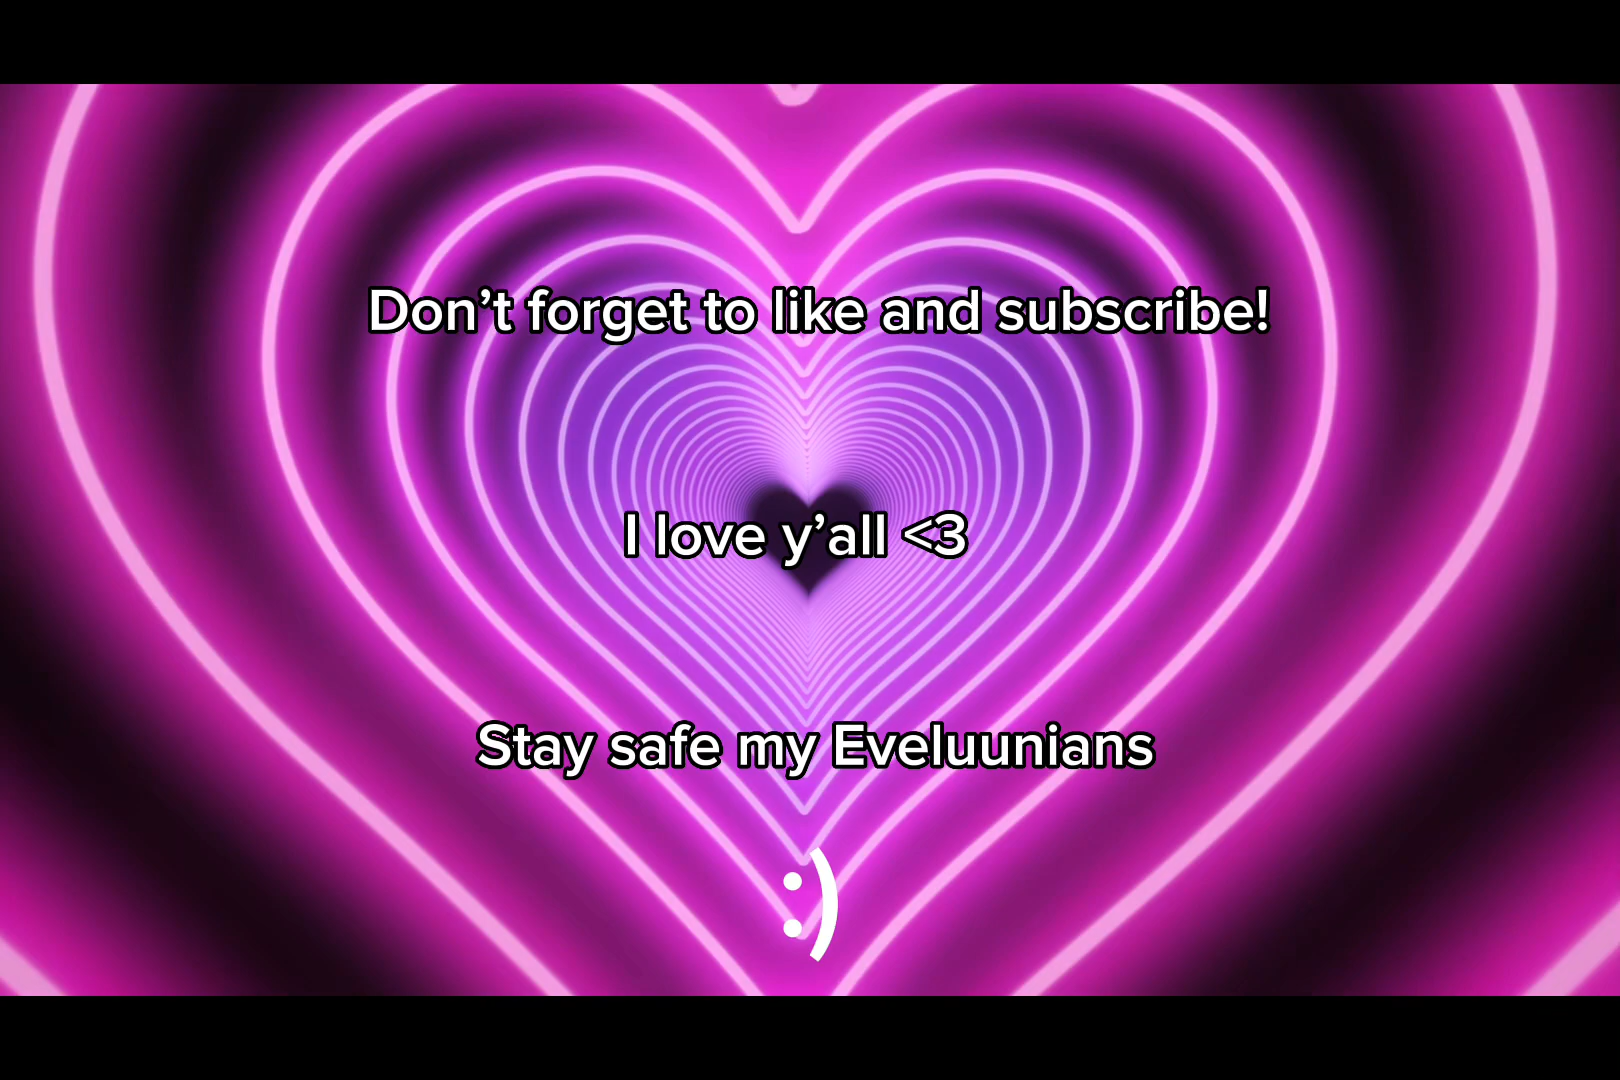 Don’t forget to like and subscribe!
I love y’all <3
Stay safe my Eveluunians
:)